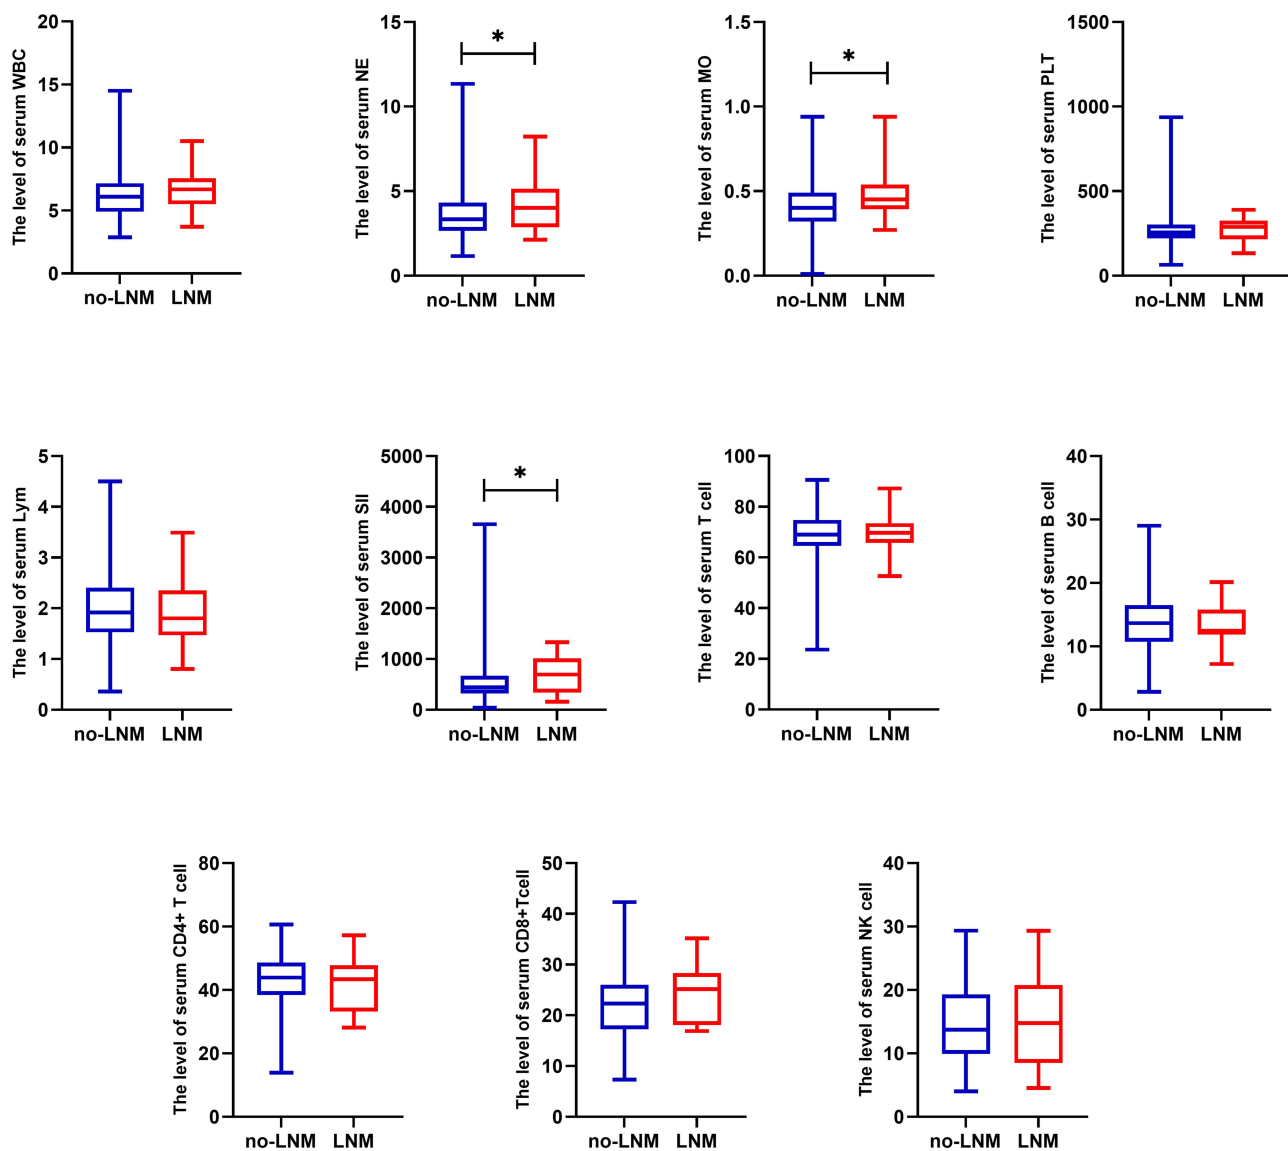 The level of serum WBC
20
15
10
5
0
no-LNM LNM
The level of serum NE
15
10
5
0
*
no-LNM LNM
The level of serum MO
1.5
1.0
0.5
0.0
*
no-LNM LNM
The level of serum PLT
1500
1000
500
0
no-LNM LNM
The level of serum Lym
5
4
3
2
1
0
no-LNM LNM
The level of serum SII
5000
4000
3000
2000
1000
0
*
no-LNM LNM
The level of serum T cell
100
80
60
40
20
0
no-LNM LNM
The level of serum B cell
40
30
20
10
0
no-LNM LNM
The level of serum CD4+ T cell
80
60
40
20
0
no-LNM LNM
The level of serum CD8+Tcell
50
40
30
20
10
0
no-LNM LNM
The level of serum NK cell
40
30
20
10
0
no-LNM LNM